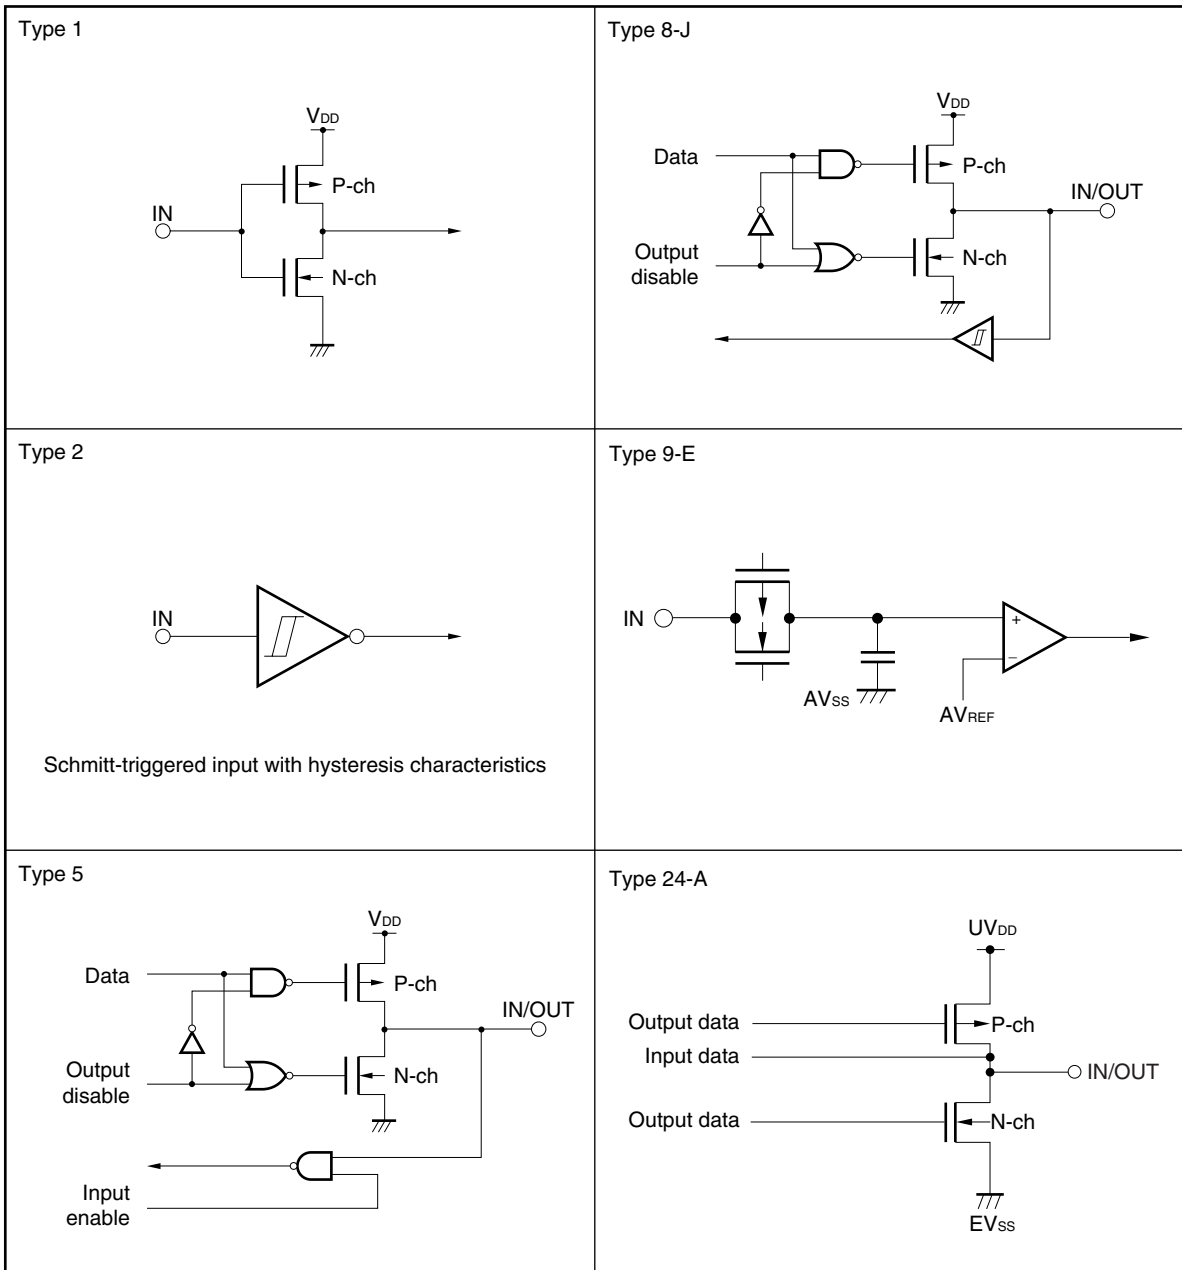 Type 1
VDD
P-ch
IN
N-ch
Type 8-J
VDD
Data
P-ch
IN/OUT
Output
disable
N-ch
Type 2
IN
Schmitt-triggered input with hysteresis characteristics
Type 9-E
IN
+
−
AVSS
AVREF
Type 5
VDD
Data
P-ch
IN/OUT
Output
disable
N-ch
Input
enable
Type 24-A
UVDD
Output data
P-ch
Input data
IN/OUT
Output data
N-ch
EVSS